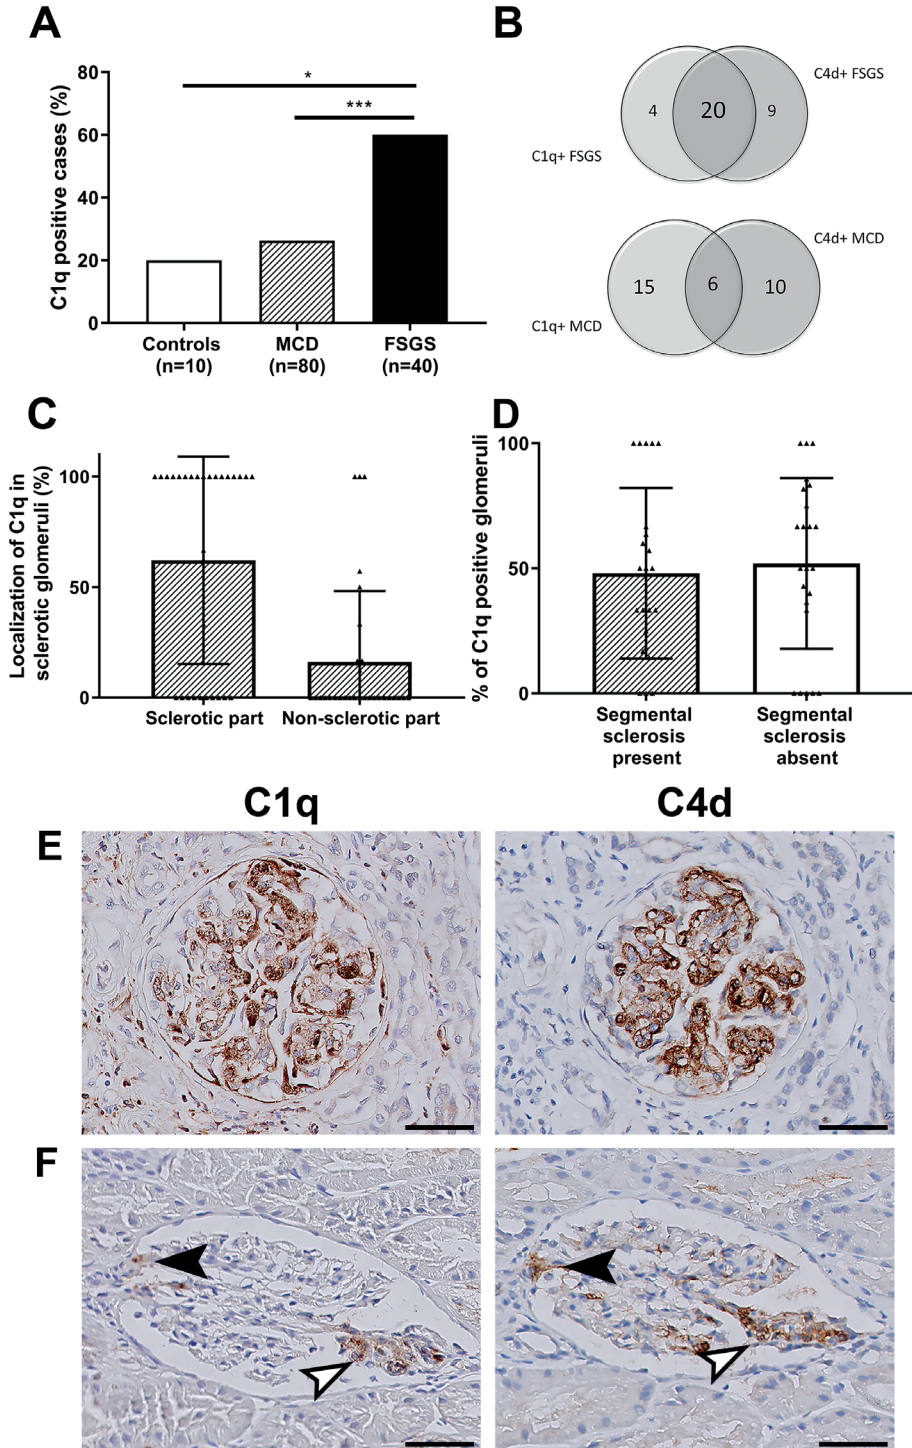 A
C1q positive cases (%)
80
60
40
20
0
*
***
Controls
(n=10)
MCD
(n=80)
FSGS
(n=40)
B
C4d+ FSGS
4
20
9
C1q+ FSGS
C4d+ MCD
15
6
10
C1q+ MCD
C
Localization of C1q in
sclerotic glomeruli (%)
100
50
0
Sclerotic part
Non-sclerotic part
D
% of C1q positive glomeruli
100
50
0
Segmental
sclerosis
present
Segmental
sclerosis
absent
C1q
C4d
E
F